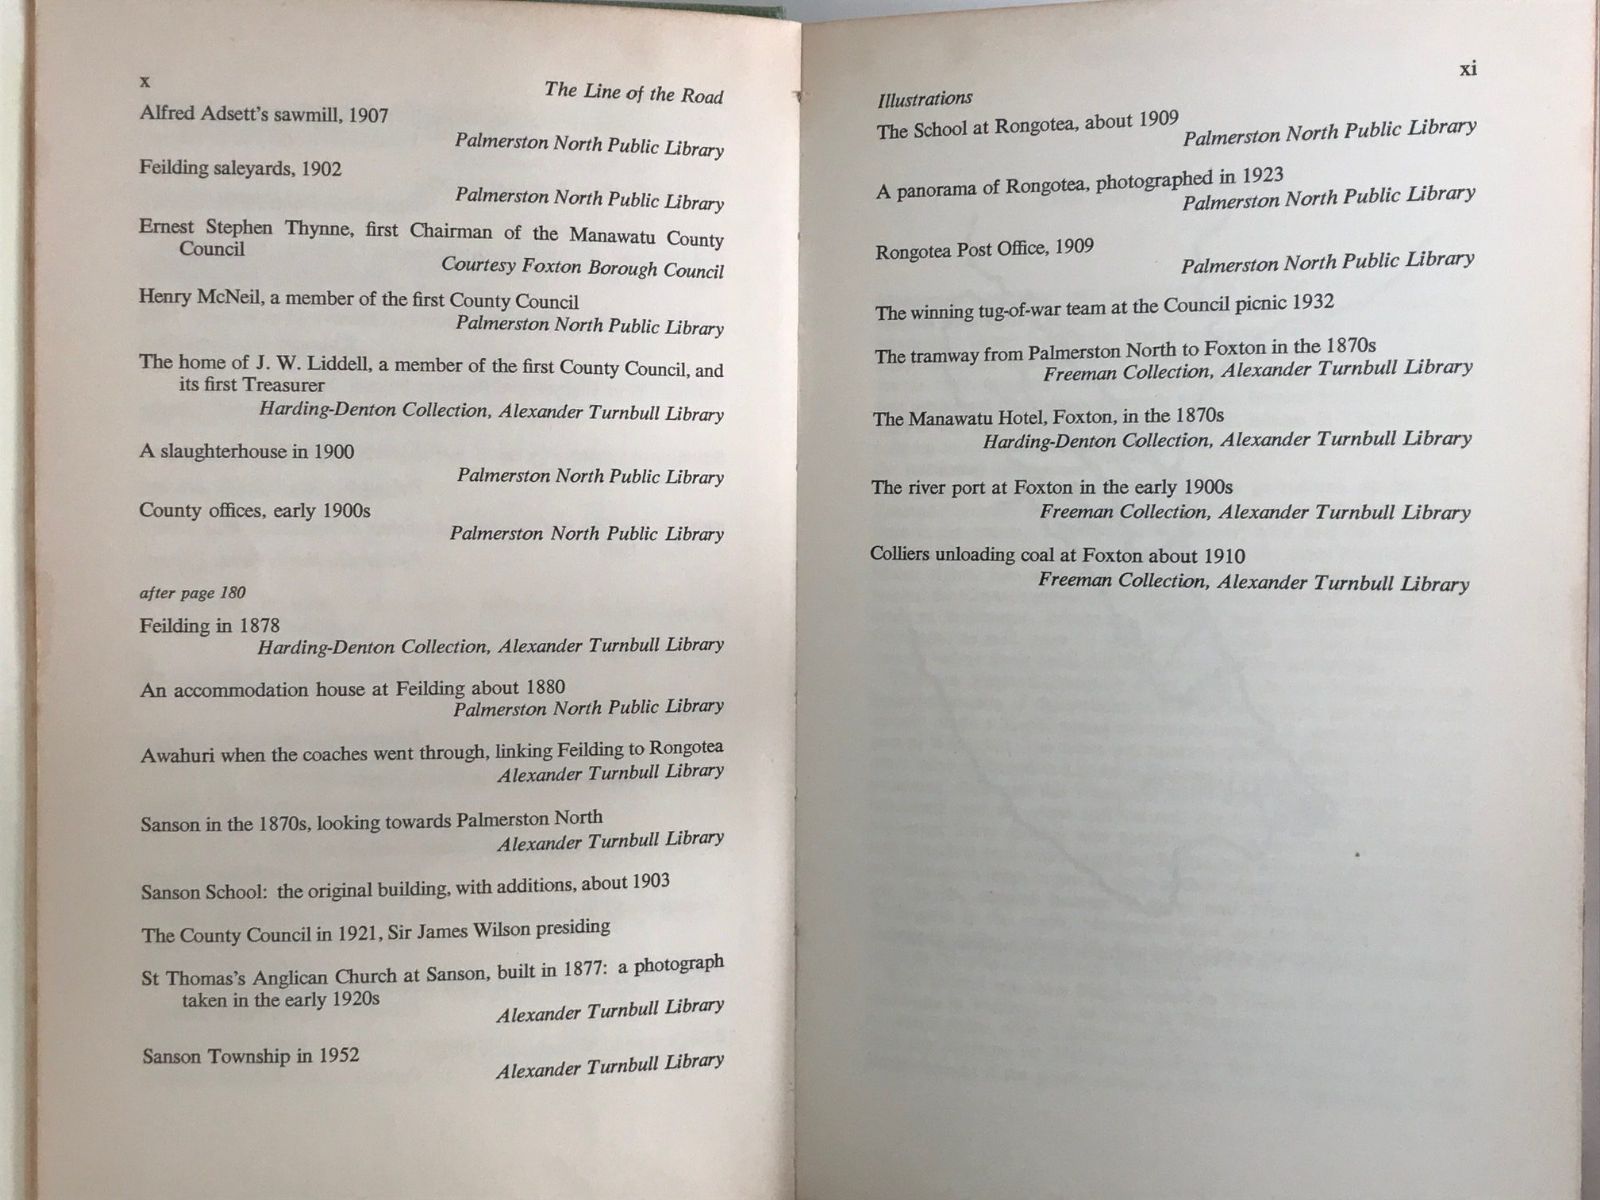 x
The Line of the Road
Alfred Adsett's sawmill, 1907
Palmerston North Public Library
Feilding saleyards, 1902
Palmerston North Public Library
Ernest Stephen Thynne, first Chairman of the Manawatu County
Council
Courtesy Foxton Borough Council
Henry McNeil, a member of the first County Council
Palmerston North Public Library
The home of J. W. Liddell, a member of the first County Council, and
its first Treasurer
Harding-Denton Collection, Alexander Turnbull Library
A slaughterhouse in 1900
Palmerston North Public Library
County offices, early 1900s
Palmerston North Public Library
after page 180
Feilding in 1878
Harding-Denton Collection, Alexander Turnbull Library
An accommodation house at Feilding about 1880
Palmerston North Public Library
Awahuri when the coaches went through, linking Feilding to Rongotea
Alexander Turnbull Library
Sanson in the 1870s, looking towards Palmerston North
Alexander Turnbull Library
Sanson School: the original building, with additions, about 1903
The County Council in 1921, Sir James Wilson presiding
St Thomas's Anglican Church at Sanson, built in 1877: a photograph
taken in the early 1920s
Alexander Turnbull Library
Sanson Township in 1952
Alexander Turnbull Library
xi
Illustrations
The School at Rongotea, about 1909
Palmerston North Public Library
A panorama of Rongotea, photographed in 1923
Palmerston North Public Library
Rongotea Post Office, 1909
Palmerston North Public Library
The winning tug-of-war team at the Council picnic 1932
The tramway from Palmerston North to Foxton in the 1870s
Freeman Collection, Alexander Turnbull Library
The Manawatu Hotel, Foxton, in the 1870s
Harding-Denton Collection, Alexander Turnbull Library
The river port at Foxton in the early 1900s
Freeman Collection, Alexander Turnbull Library
Colliers unloading coal at Foxton about 1910
Freeman Collection, Alexander Turnbull Library